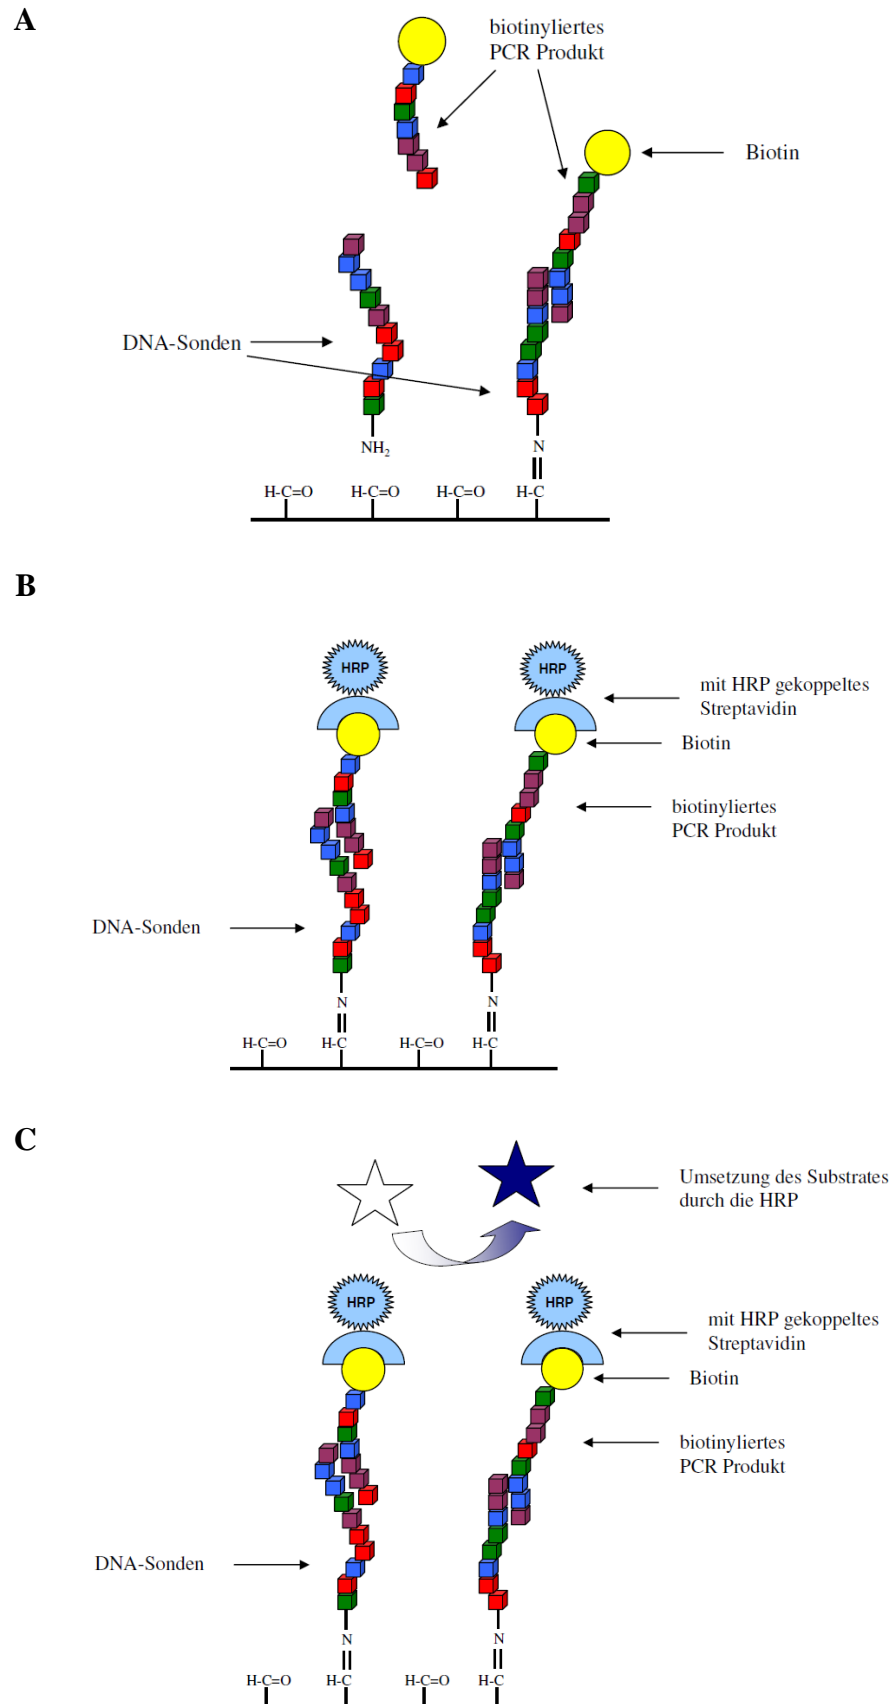 A
biotinyliertes
PCR Produkt
Biotin
DNA-Sonden
NH₂
N
H-C=O H-C=O H-C=O H-C
B
HRP HRP
mit HRP gekoppeltes
Streptavidin
Biotin
biotinyliertes
PCR Produkt
DNA-Sonden
N N
H-C=O H-C H-C=O H-C
C
Umsetzung des Substrates
durch die HRP
HRP HRP
mit HRP gekoppeltes
Streptavidin
Biotin
biotinyliertes
PCR Produkt
DNA-Sonden
N N
H-C=O H-C H-C=O H-C